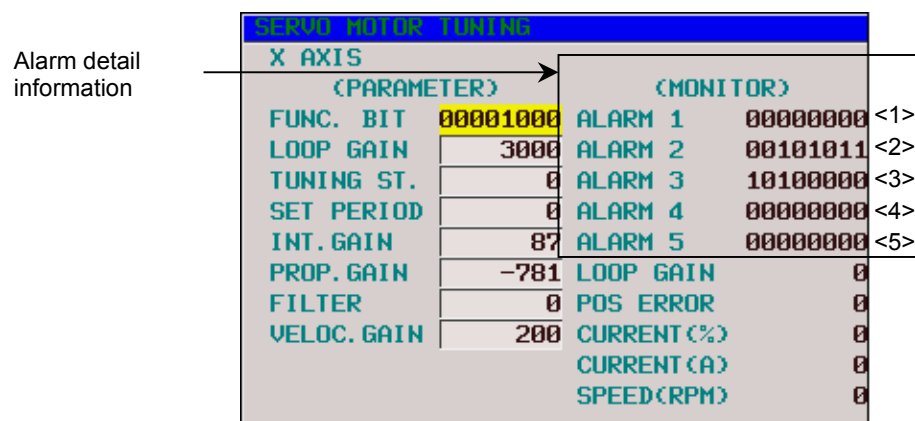 SERVO MOTOR TUNING
X AXIS
Alarm detail
information
(PARAMETER) (MONITOR)
FUNC. BIT 00001000 ALARM 1 00000000 <1>
LOOP GAIN 3000 ALARM 2 00101011 <2>
TUNING ST. 0 ALARM 3 10100000 <3>
SET PERIOD 0 ALARM 4 00000000 <4>
INT.GAIN 87 ALARM 5 00000000 <5>
PROP.GAIN -781 LOOP GAIN 0
FILTER 0 POS ERROR 0
VELOC.GAIN 200 CURRENT(%) 0
CURRENT(A) 0
SPEED(RPM) 0